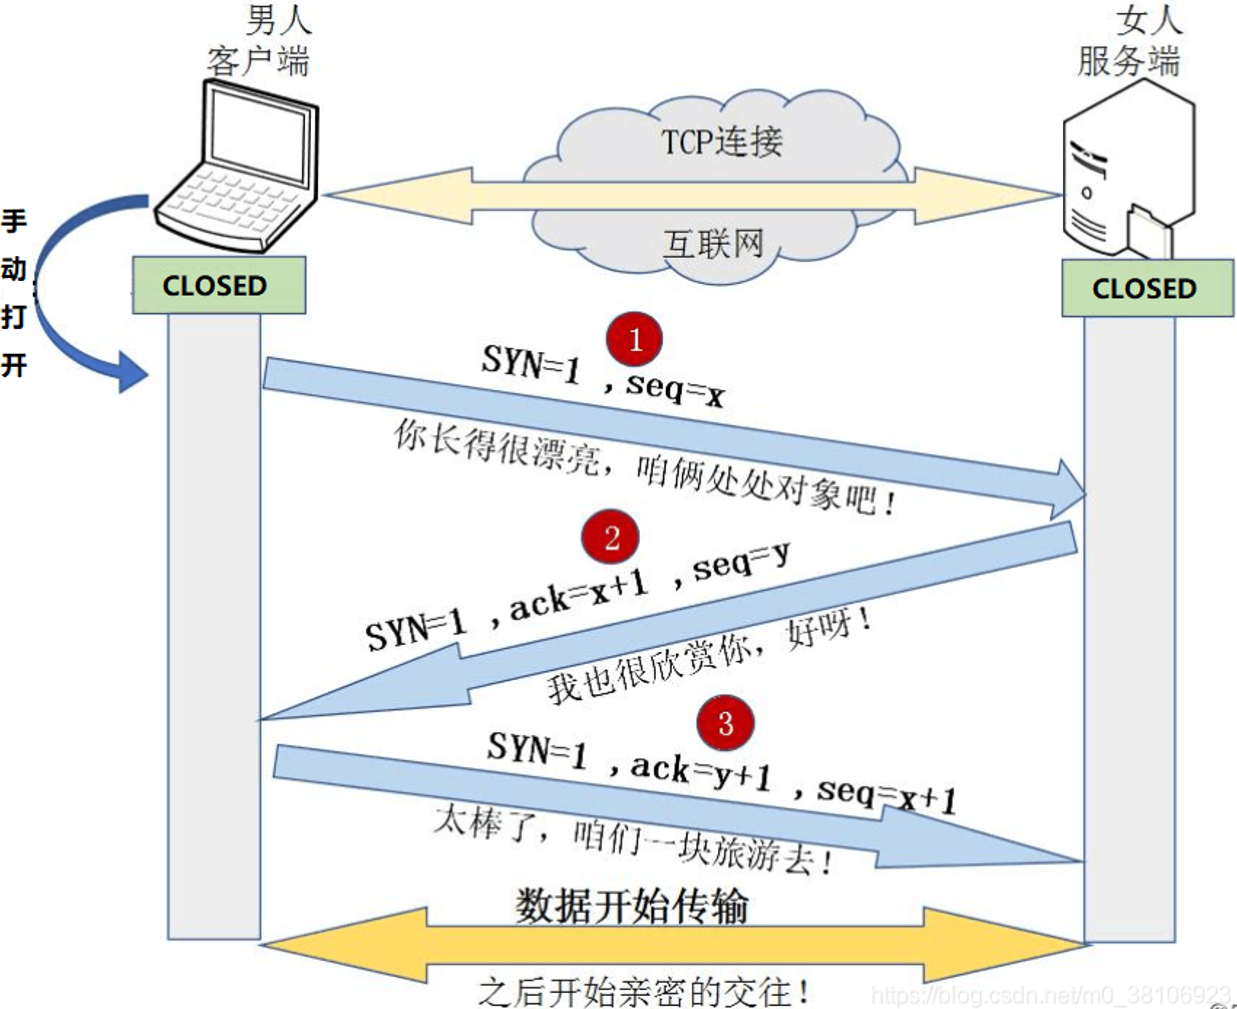 男人
客户端
女人
服务端
TCP连接
互联网
手
动
打
开
CLOSED
CLOSED
1
SYN=1 ,seq=x
你长得很漂亮，咱俩处处对象吧！
2
SYN=1 ,ack=x+1 ,seq=y
我也很欣赏你，好呀！
3
SYN=1 ,ack=y+1 ,seq=x+1
太棒了，咱们一块旅游去！
数据开始传输
之后开始亲密的交往！
https://blog.csdn.net/m0_38106923